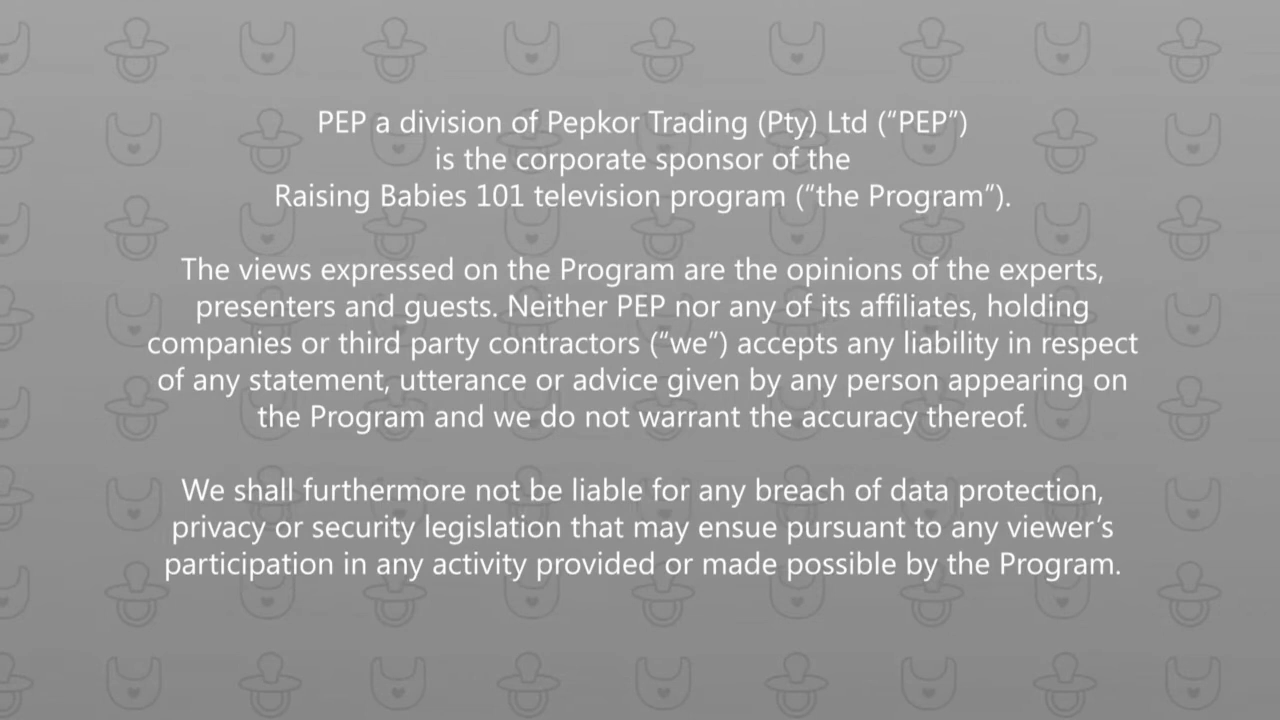 PEP a division of Pepkor Trading (Pty) Ltd (“PEP”)
is the corporate sponsor of the
Raising Babies 101 television program (“the Program”).
The views expressed on the Program are the opinions of the experts,
presenters and guests. Neither PEP nor any of its affiliates, holding
companies or third party contractors (“we”) accepts any liability in respect
of any statement, utterance or advice given by any person appearing on
the Program and we do not warrant the accuracy thereof.
We shall furthermore not be liable for any breach of data protection,
privacy or security legislation that may ensue pursuant to any viewer’s
participation in any activity provided or made possible by the Program.